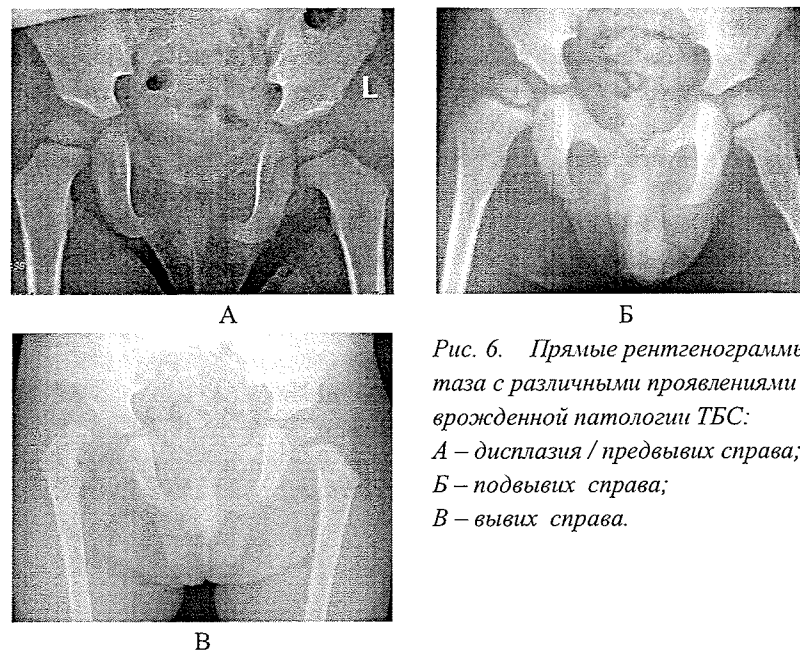 L
А
Б
Рис. 6. Прямые рентгенограммы
таза с различными проявлениями
врожденной патологии ТБС:
А – дисплазия / предвывих справа;
Б – подвывих справа;
В – вывих справа.
В